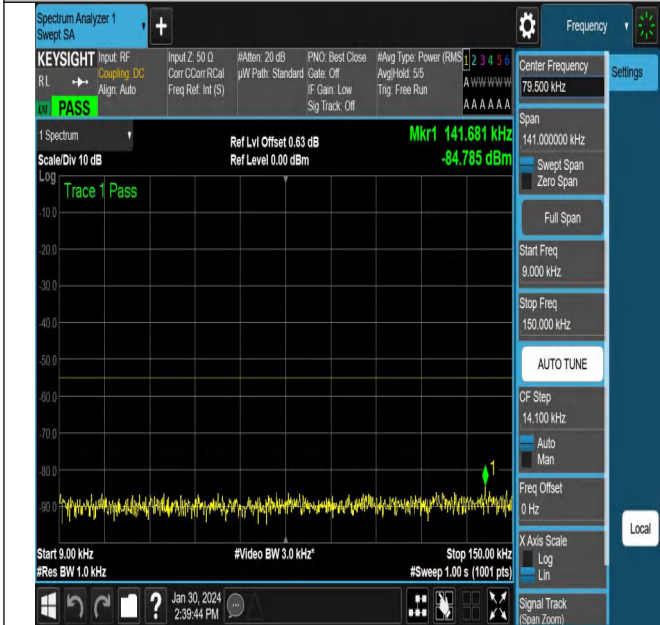 Spectrum Analyzer 1
Swept SA
+
Frequency
KEYSIGHT
Input: RF
Coupling: DC
Align: Auto
Input Z: 50 Ω
Corr CCorr RCal
Freq Ref: Int (S)
#Atten: 20 dB
µW Path: Standard
PNO: Best Close
Gate: Off
IF Gain: Low
Sig Track: Off
#Avg Type: Power (RMS
Avg|Hold: 5/5
Trig: Free Run
1 2 3 4 5 6
A W W W W W
A A A A A A
RL
PASS
1 Spectrum
Scale/Div 10 dB
Ref Lvl Offset 0.63 dB
Ref Level 0.00 dBm
Mkr1 141.681 kHz
-84.785 dBm
Log
Trace 1 Pass
-10.0
-20.0
-30.0
-40.0
-50.0
-60.0
-70.0
-80.0
-90.0
1
Start 9.00 kHz
#Res BW 1.0 kHz
#Video BW 3.0 kHz*
Stop 150.00 kHz
#Sweep 1.00 s (1001 pts)
?
Jan 30, 2024
2:39:44 PM
Center Frequency
79.500 kHz
Span
141.000000 kHz
Swept Span
Zero Span
Full Span
Start Freq
9.000 kHz
Stop Freq
150.000 kHz
AUTO TUNE
CF Step
14.100 kHz
Auto
Man
Freq Offset
0 Hz
X Axis Scale
Log
Lin
Signal Track
(Span Zoom)
Settings
Local